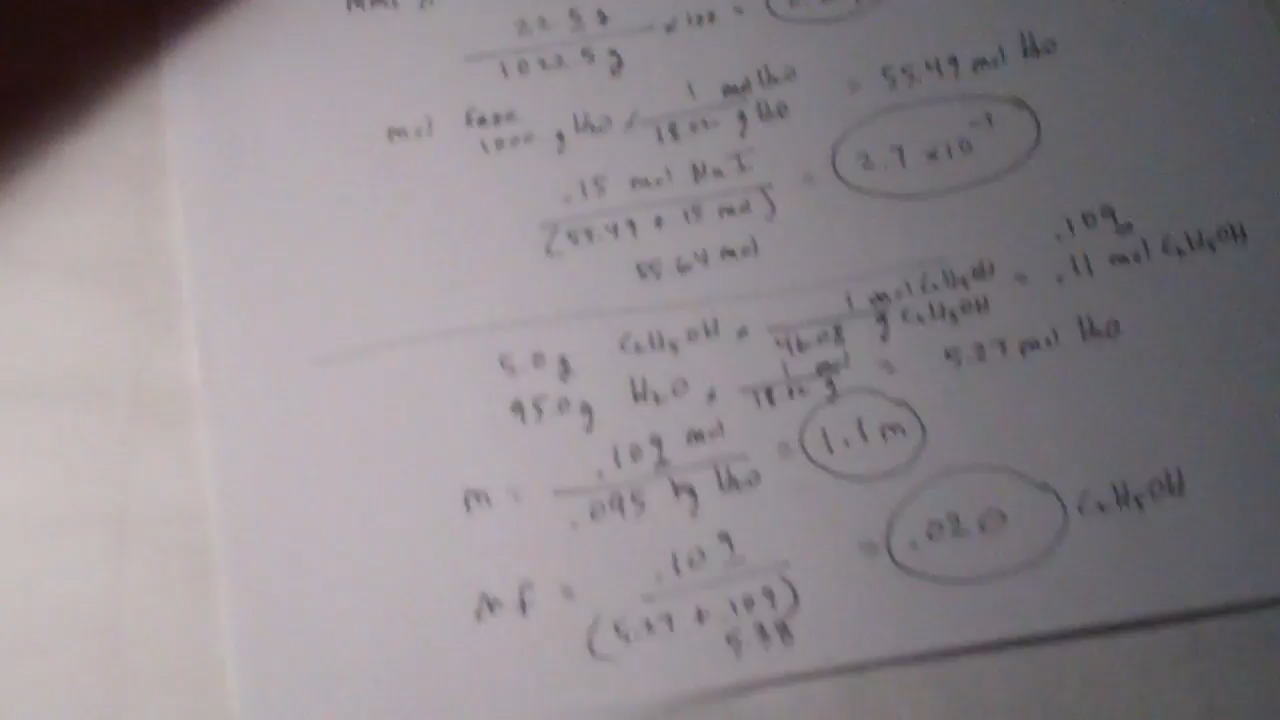 22.5 g
1022.5 g × 100 =
mol
1000 g H₂O × 1 mol H₂O / 18.02 g H₂O = 55.49 mol H₂O
.15 mol NaI / (55.49 + .15 mol) = 2.7 × 10
55.64 mol
.109
5.0 g C₂H₅OH × 1 mol C₂H₅OH / 46.08 g C₂H₅OH = .11 mol C₂H₅OH
95.0 g H₂O × 1 mol / 18.02 g = 5.27 mol H₂O
m = .109 mol / .095 kg H₂O = 1.1 m
= .109 / (5.27 + .109) = .020 C₂H₅OH
5.38